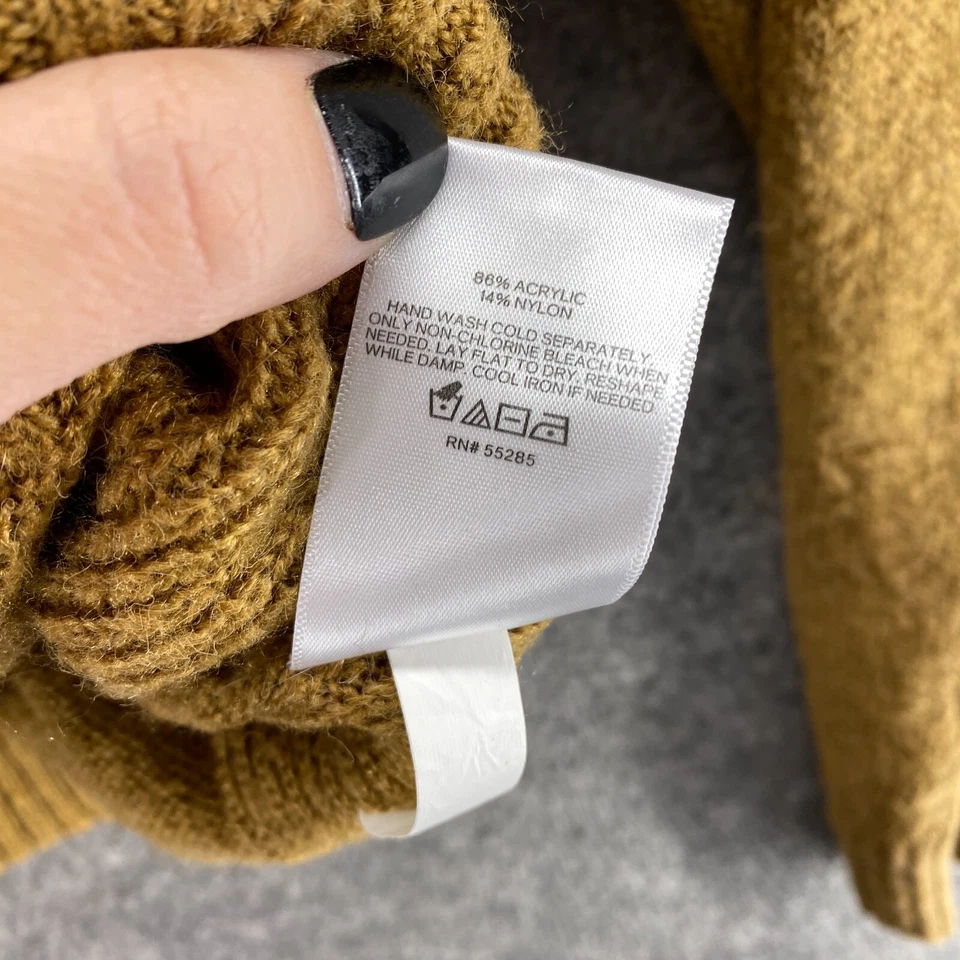 86% ACRYLIC
14% NYLON
HAND WASH COLD SEPARATELY.
ONLY NON-CHLORINE BLEACH WHEN
NEEDED. LAY FLAT TO DRY. RESHAPE
WHILE DAMP. COOL IRON IF NEEDED
RN# 55285